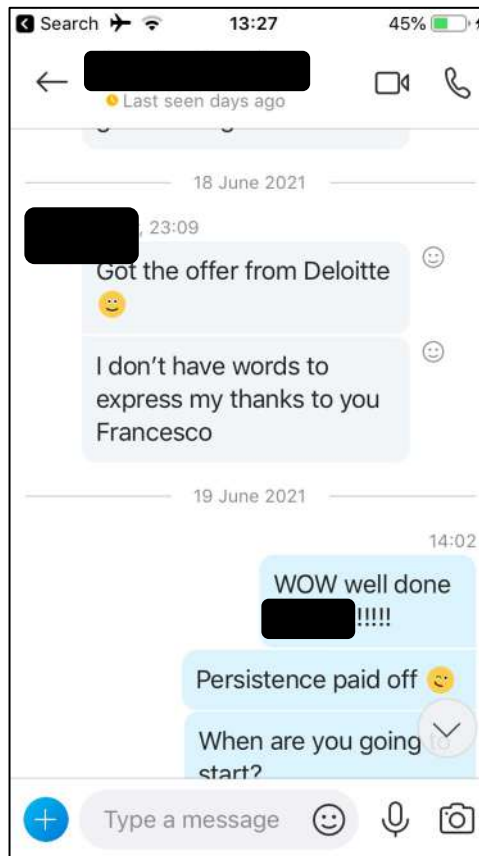 Search 13:27 45%
Last seen days ago
18 June 2021
, 23:09
Got the offer from Deloitte
I don’t have words to
express my thanks to you
Francesco
19 June 2021
14:02
WOW well done
!!!!!
Persistence paid off
When are you going to
start?
Type a message